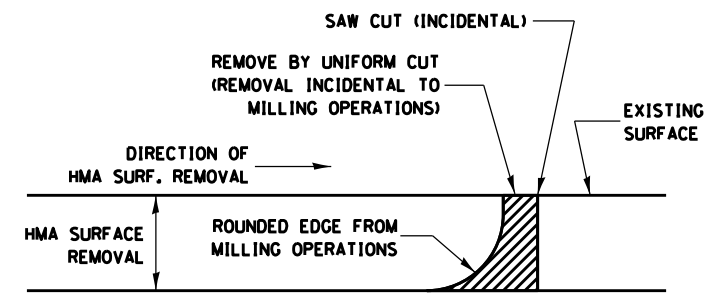 SAW CUT (INCIDENTAL)
REMOVE BY UNIFORM CUT
(REMOVAL INCIDENTAL TO
MILLING OPERATIONS)
EXISTING
SURFACE
DIRECTION OF
HMA SURF. REMOVAL
HMA SURFACE
REMOVAL
ROUNDED EDGE FROM
MILLING OPERATIONS